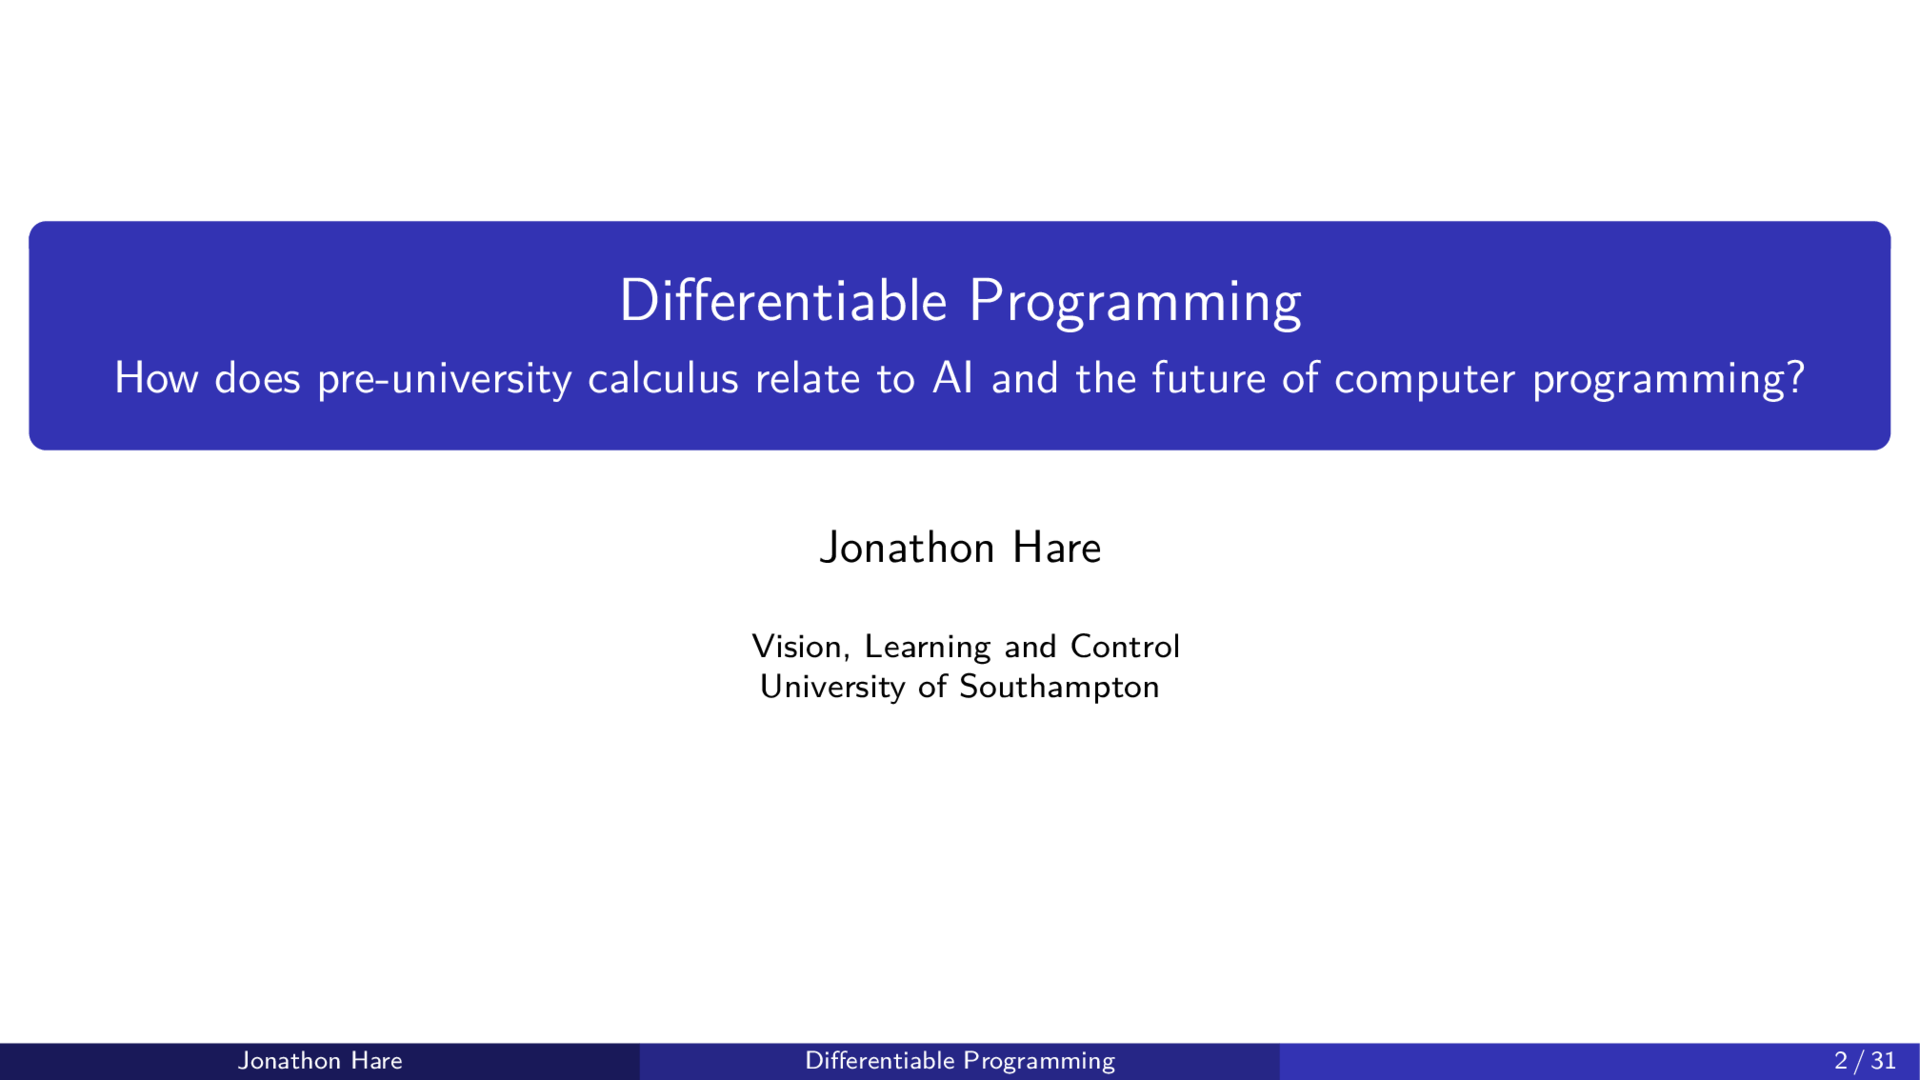 Differentiable Programming
How does pre-university calculus relate to AI and the future of computer programming?
Jonathon Hare
Vision, Learning and Control
University of Southampton
Jonathon Hare
Differentiable Programming
2 / 31